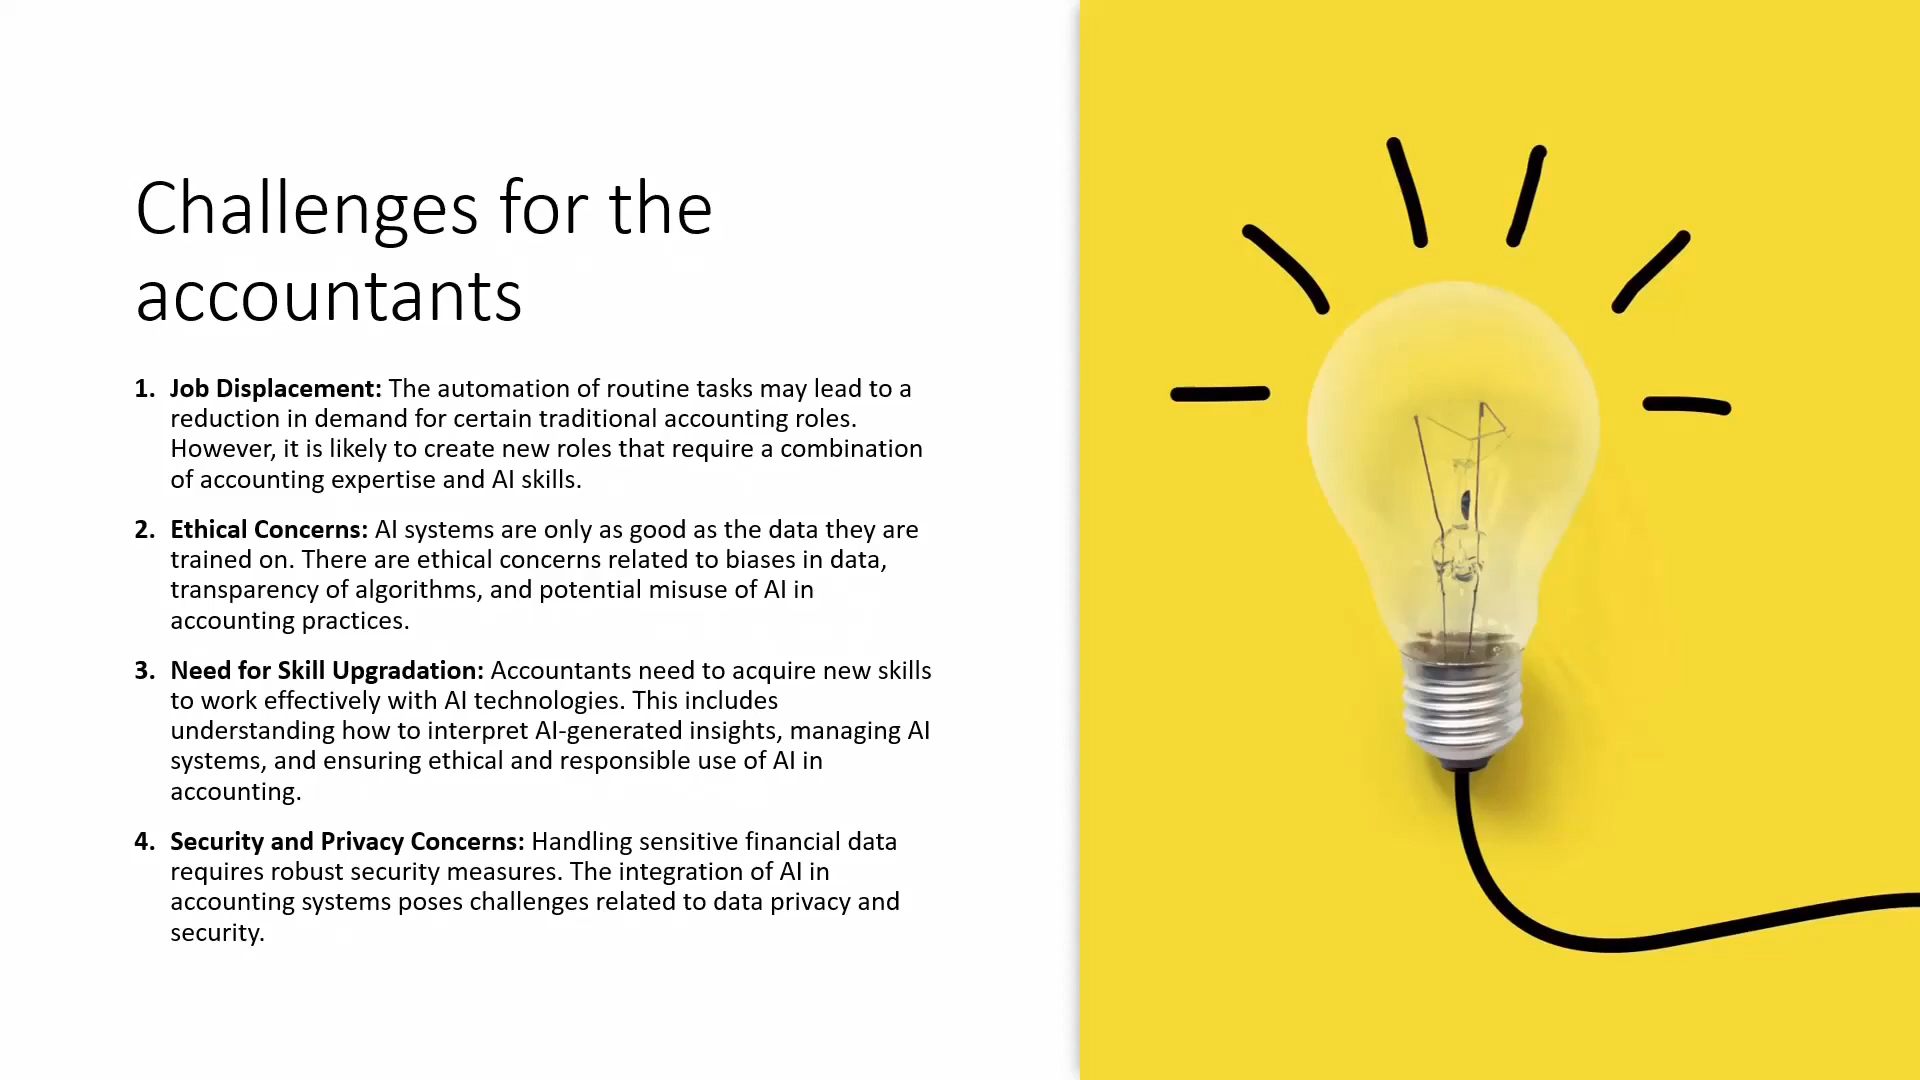 Challenges for the
accountants
1. Job Displacement: The automation of routine tasks may lead to a
reduction in demand for certain traditional accounting roles.
However, it is likely to create new roles that require a combination
of accounting expertise and AI skills.
2. Ethical Concerns: AI systems are only as good as the data they are
trained on. There are ethical concerns related to biases in data,
transparency of algorithms, and potential misuse of AI in
accounting practices.
3. Need for Skill Upgradation: Accountants need to acquire new skills
to work effectively with AI technologies. This includes
understanding how to interpret AI-generated insights, managing AI
systems, and ensuring ethical and responsible use of AI in
accounting.
4. Security and Privacy Concerns: Handling sensitive financial data
requires robust security measures. The integration of AI in
accounting systems poses challenges related to data privacy and
security.